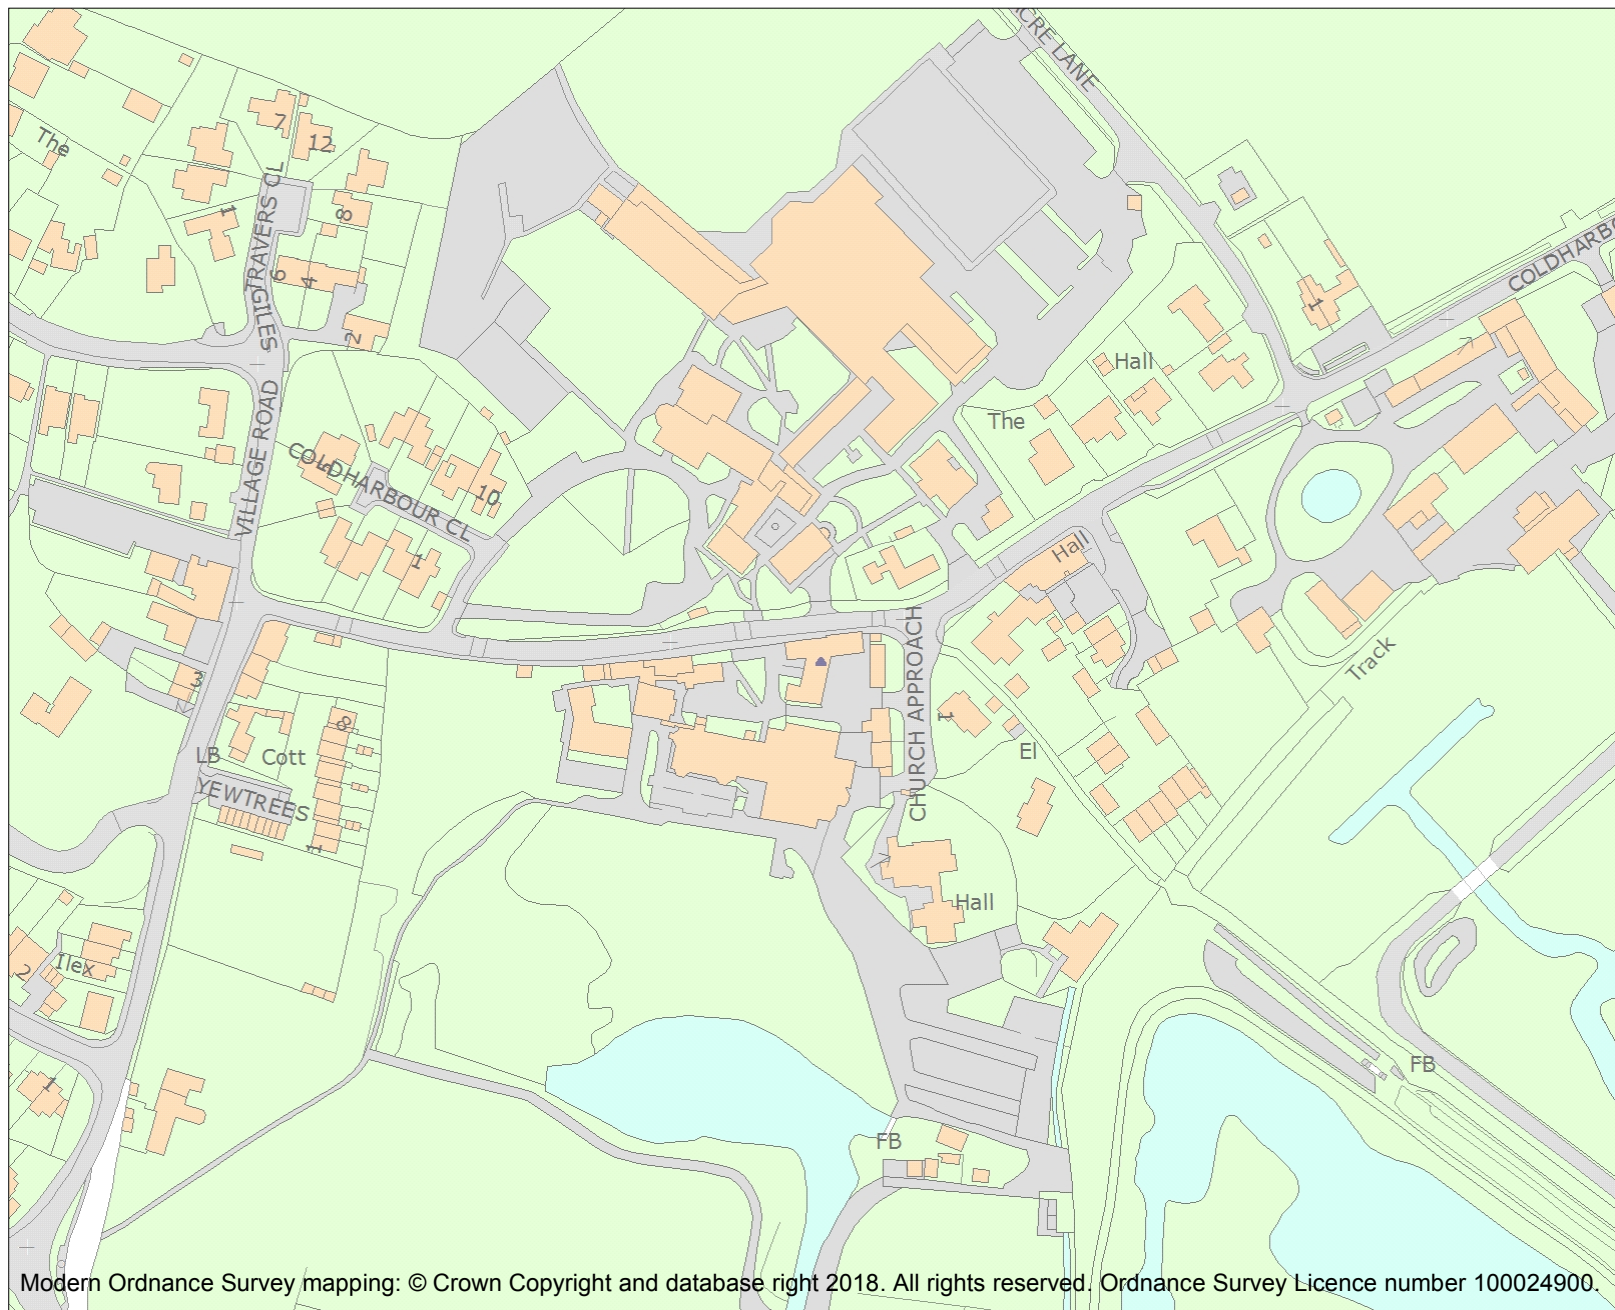 CRE LANE
The
7
12
TRAVERS CL
1
8
6
4
GILES
2
COLDHARBO
1
Hall
The
VILLAGE ROAD
COLDHARBOUR CL
10
1
Hall
CHURCH APPROACH
Track
3
8
1
LB
Cott
El
YEWTREES
1
Hall
2
Ilex
FB
1
FB
Modern Ordnance Survey mapping: © Crown Copyright and database right 2018. All rights reserved. Ordnance Survey Licence number 100024900.